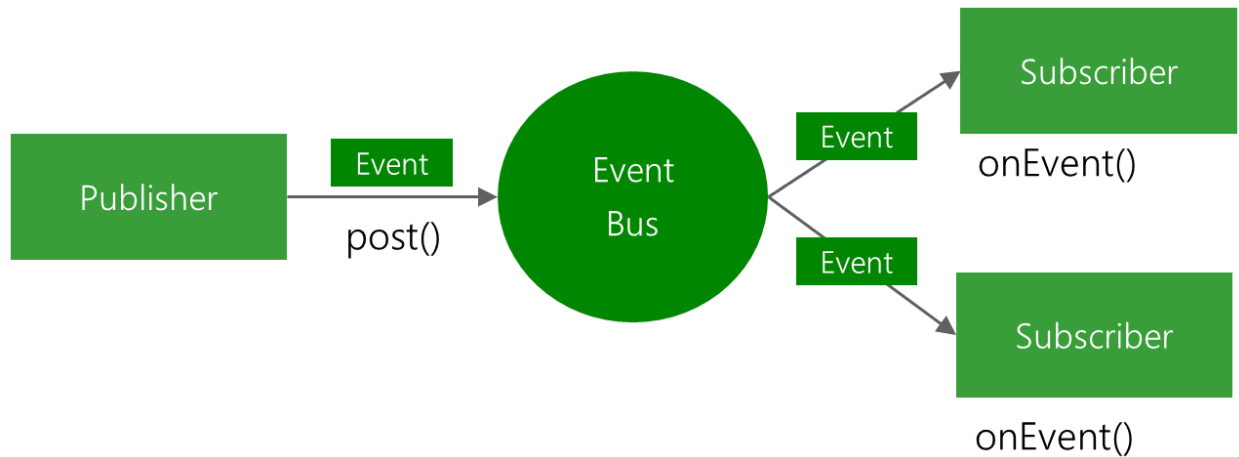 Publisher
Event
post()
Event
Bus
Event
Subscriber
onEvent()
Event
Subscriber
onEvent()